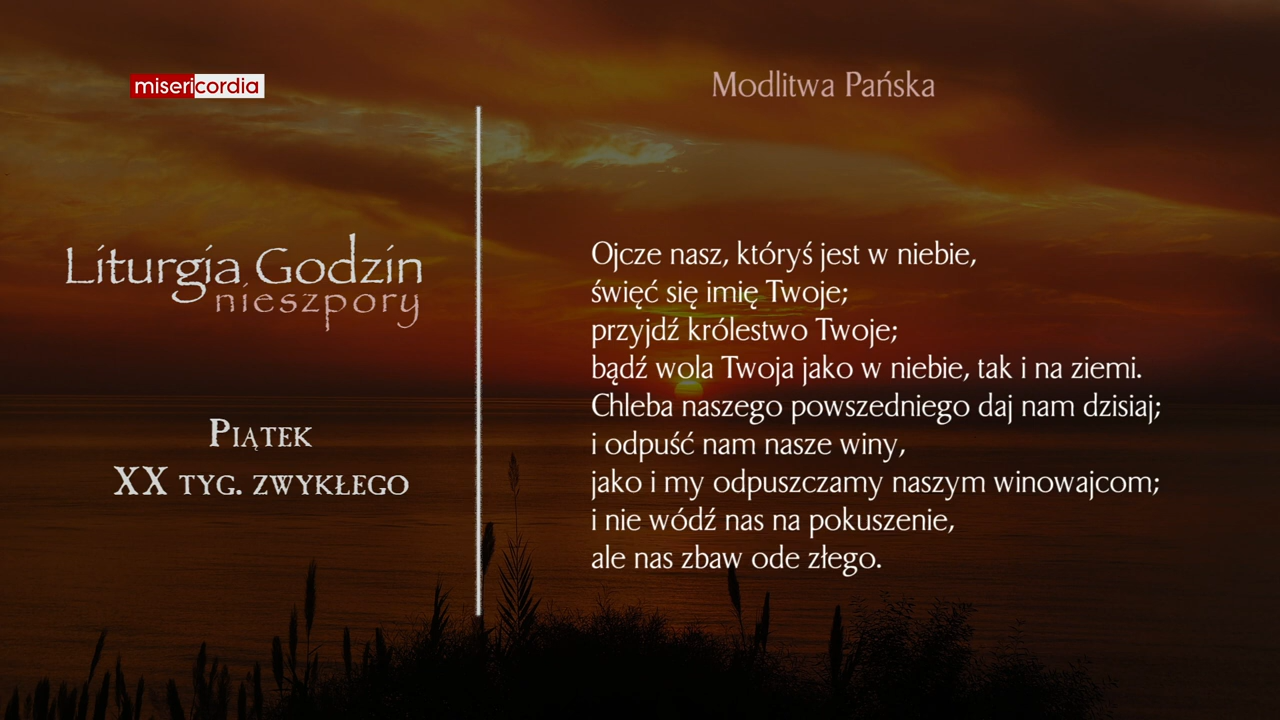 misericordia
Liturgia Godzin
nieszpory
Piątek
XX tyg. zwykłego
Modlitwa Pańska
Ojcze nasz, któryś jest w niebie,
święć się imię Twoje;
przyjdź królestwo Twoje;
bądź wola Twoja jako w niebie, tak i na ziemi.
Chleba naszego powszedniego daj nam dzisiaj;
i odpuść nam nasze winy,
jako i my odpuszczamy naszym winowajcom;
i nie wódź nas na pokuszenie,
ale nas zbaw ode złego.